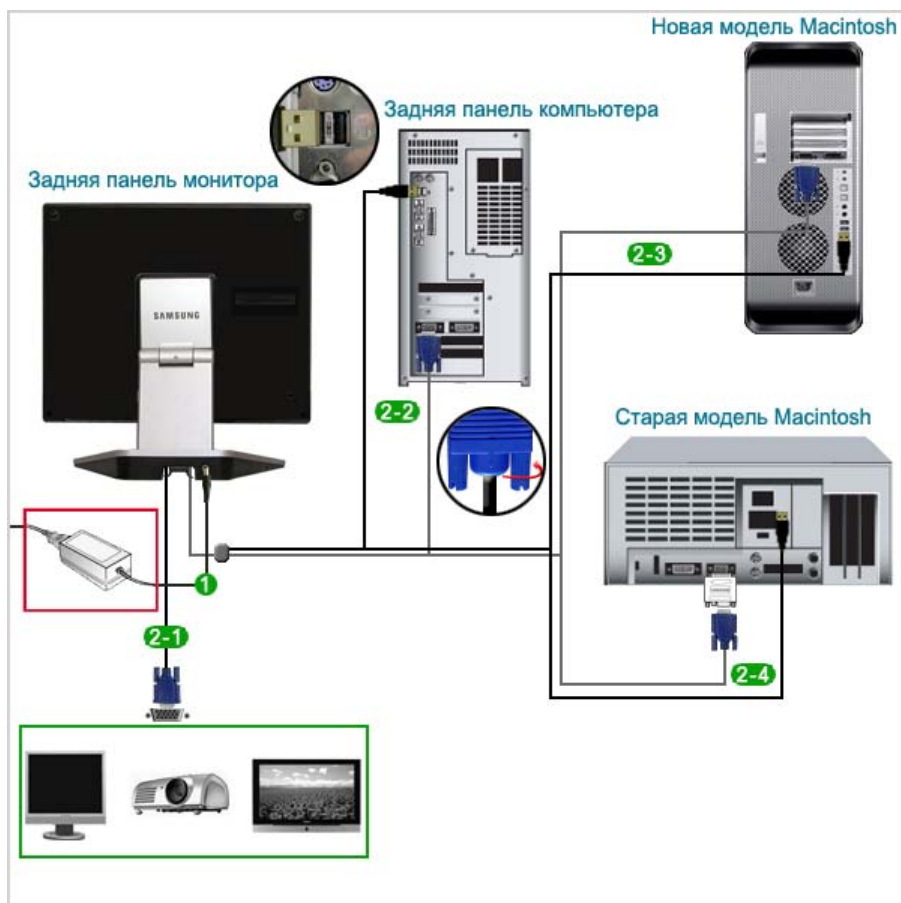 Новая модель Macintosh
Задняя панель компьютера
Задняя панель монитора
SAMSUNG
2-3
2-2
Старая модель Macintosh
1
2-1
2-4